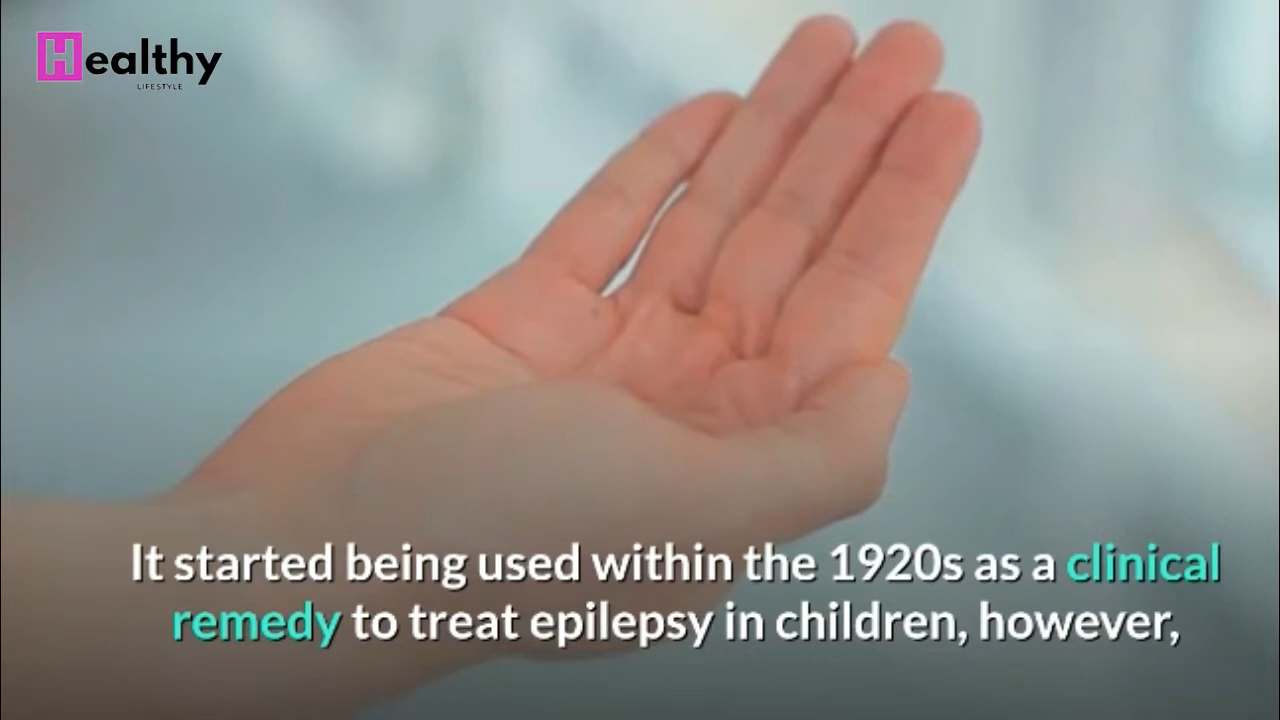 Healthy
LIFESTYLE
It started being used within the 1920s as a clinical
remedy to treat epilepsy in children, however,